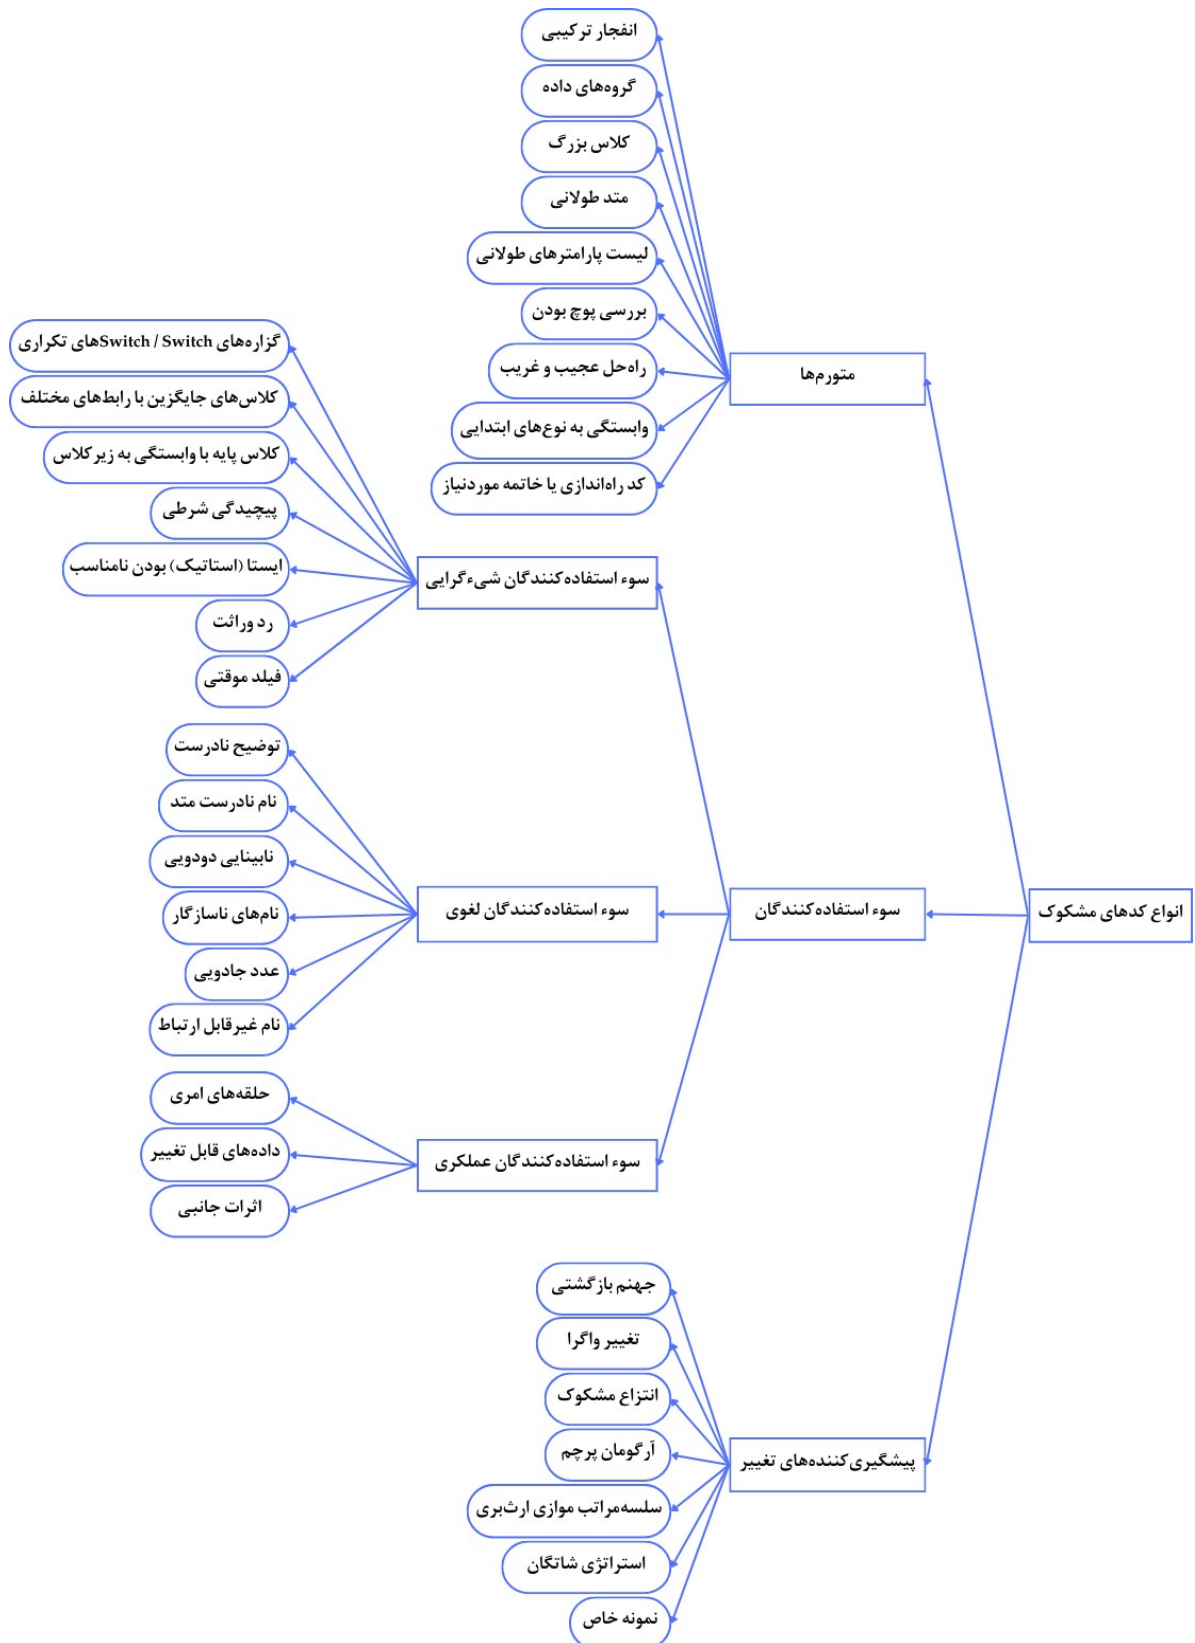 انواع کدهای مشکوک
متورم‌ها
انفجار ترکیبی
گروه‌های داده
کلاس بزرگ
متد طولانی
لیست پارامترهای طولانی
بررسی پوچ بودن
راه‌حل عجیب و غریب
وابستگی به نوع‌های ابتدایی
کد راه‌اندازی یا خاتمه موردنیاز
سوء استفاده‌کنندگان
سوء استفاده‌کنندگان شیءگرایی
گزاره‌های Switch / Switchهای تکراری
کلاس‌های جایگزین با رابط‌های مختلف
کلاس پایه با وابستگی به زیرکلاس
پیچیدگی شرطی
ایستا (استاتیک) بودن نامناسب
رد وراثت
فیلد موقتی
سوء استفاده‌کنندگان لغوی
توضیح نادرست
نام نادرست متد
نابینایی دودویی
نام‌های ناسازگار
عدد جادویی
نام غیرقابل ارتباط
سوء استفاده‌کنندگان عملکری
حلقه‌های امری
داده‌های قابل تغییر
اثرات جانبی
پیشگیری‌کننده‌های تغییر
جهنم بازگشتی
تغییر واگرا
انتزاع مشکوک
آرگومان پرچم
سلسه‌مراتب موازی ارث‌بری
استراتژی شاتگان
نمونه خاص